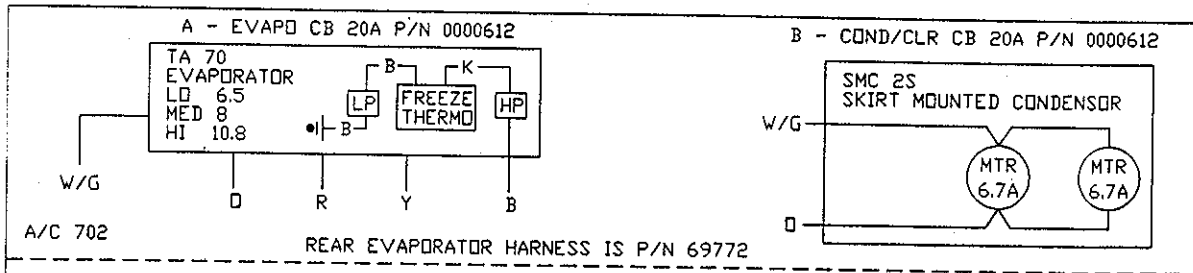 A - EVAPO CB 20A P/N 0000612
TA 70
EVAPORATOR
LO 6.5
MED 8
HI 10.8
B
K
LP
FREEZE
THERMO
HP
B
W/G
O
R
Y
B
A/C 702
REAR EVAPORATOR HARNESS IS P/N 69772
B - COND/CLR CB 20A P/N 0000612
SMC 2S
SKIRT MOUNTED CONDENSOR
W/G
MTR
6.7A
MTR
6.7A
O